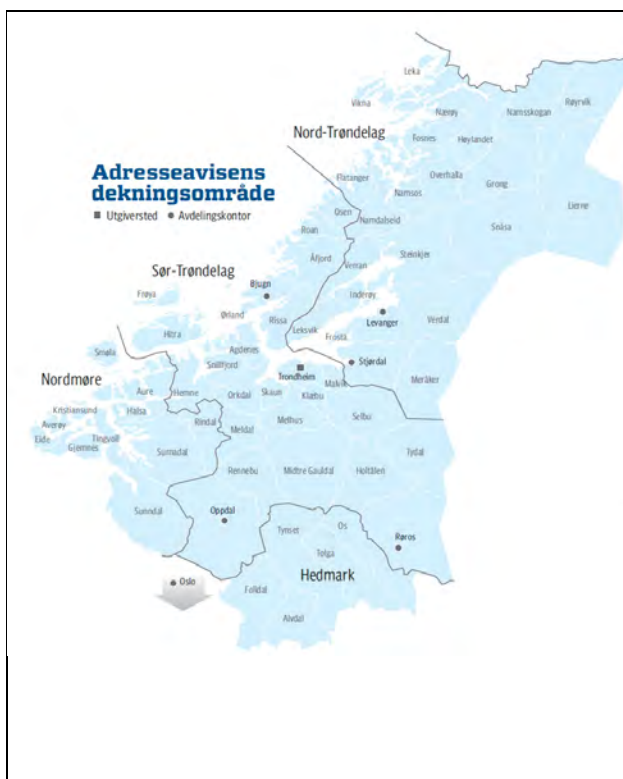 Leka
Røyrvik
Vikna
Nærøy
Namsskogan
Nord-Trøndelag
Fosnes
Høylandet
Adresseavisens
dekningsområde
Utgiversted
Avdelingskontor
Flatanger
Overhalla
Grong
Namsos
Lierne
Osen
Namdalseid
Roan
Snåsa
Åfjord
Verran
Steinkjer
Sør-Trøndelag
Bjugn
Frøya
Inderøy
Ørland
Rissa
Levanger
Verdal
Leksvik
Frosta
Hitra
Agdenes
Smøla
Snillfjord
Stjørdal
Trondheim
Nordmøre
Malvik
Meråker
Aure
Hemne
Orkdal
Skaun
Klæbu
Kristiansund
Halsa
Selbu
Averøy
Rindal
Meldal
Melhus
Eide
Tingvoll
Gjemnes
Surnadal
Tydal
Rennebu
Midtre Gauldal
Holtålen
Sunndal
Oppdal
Tynset
Os
Røros
Tolga
Hedmark
Oslo
Folldal
Alvdal